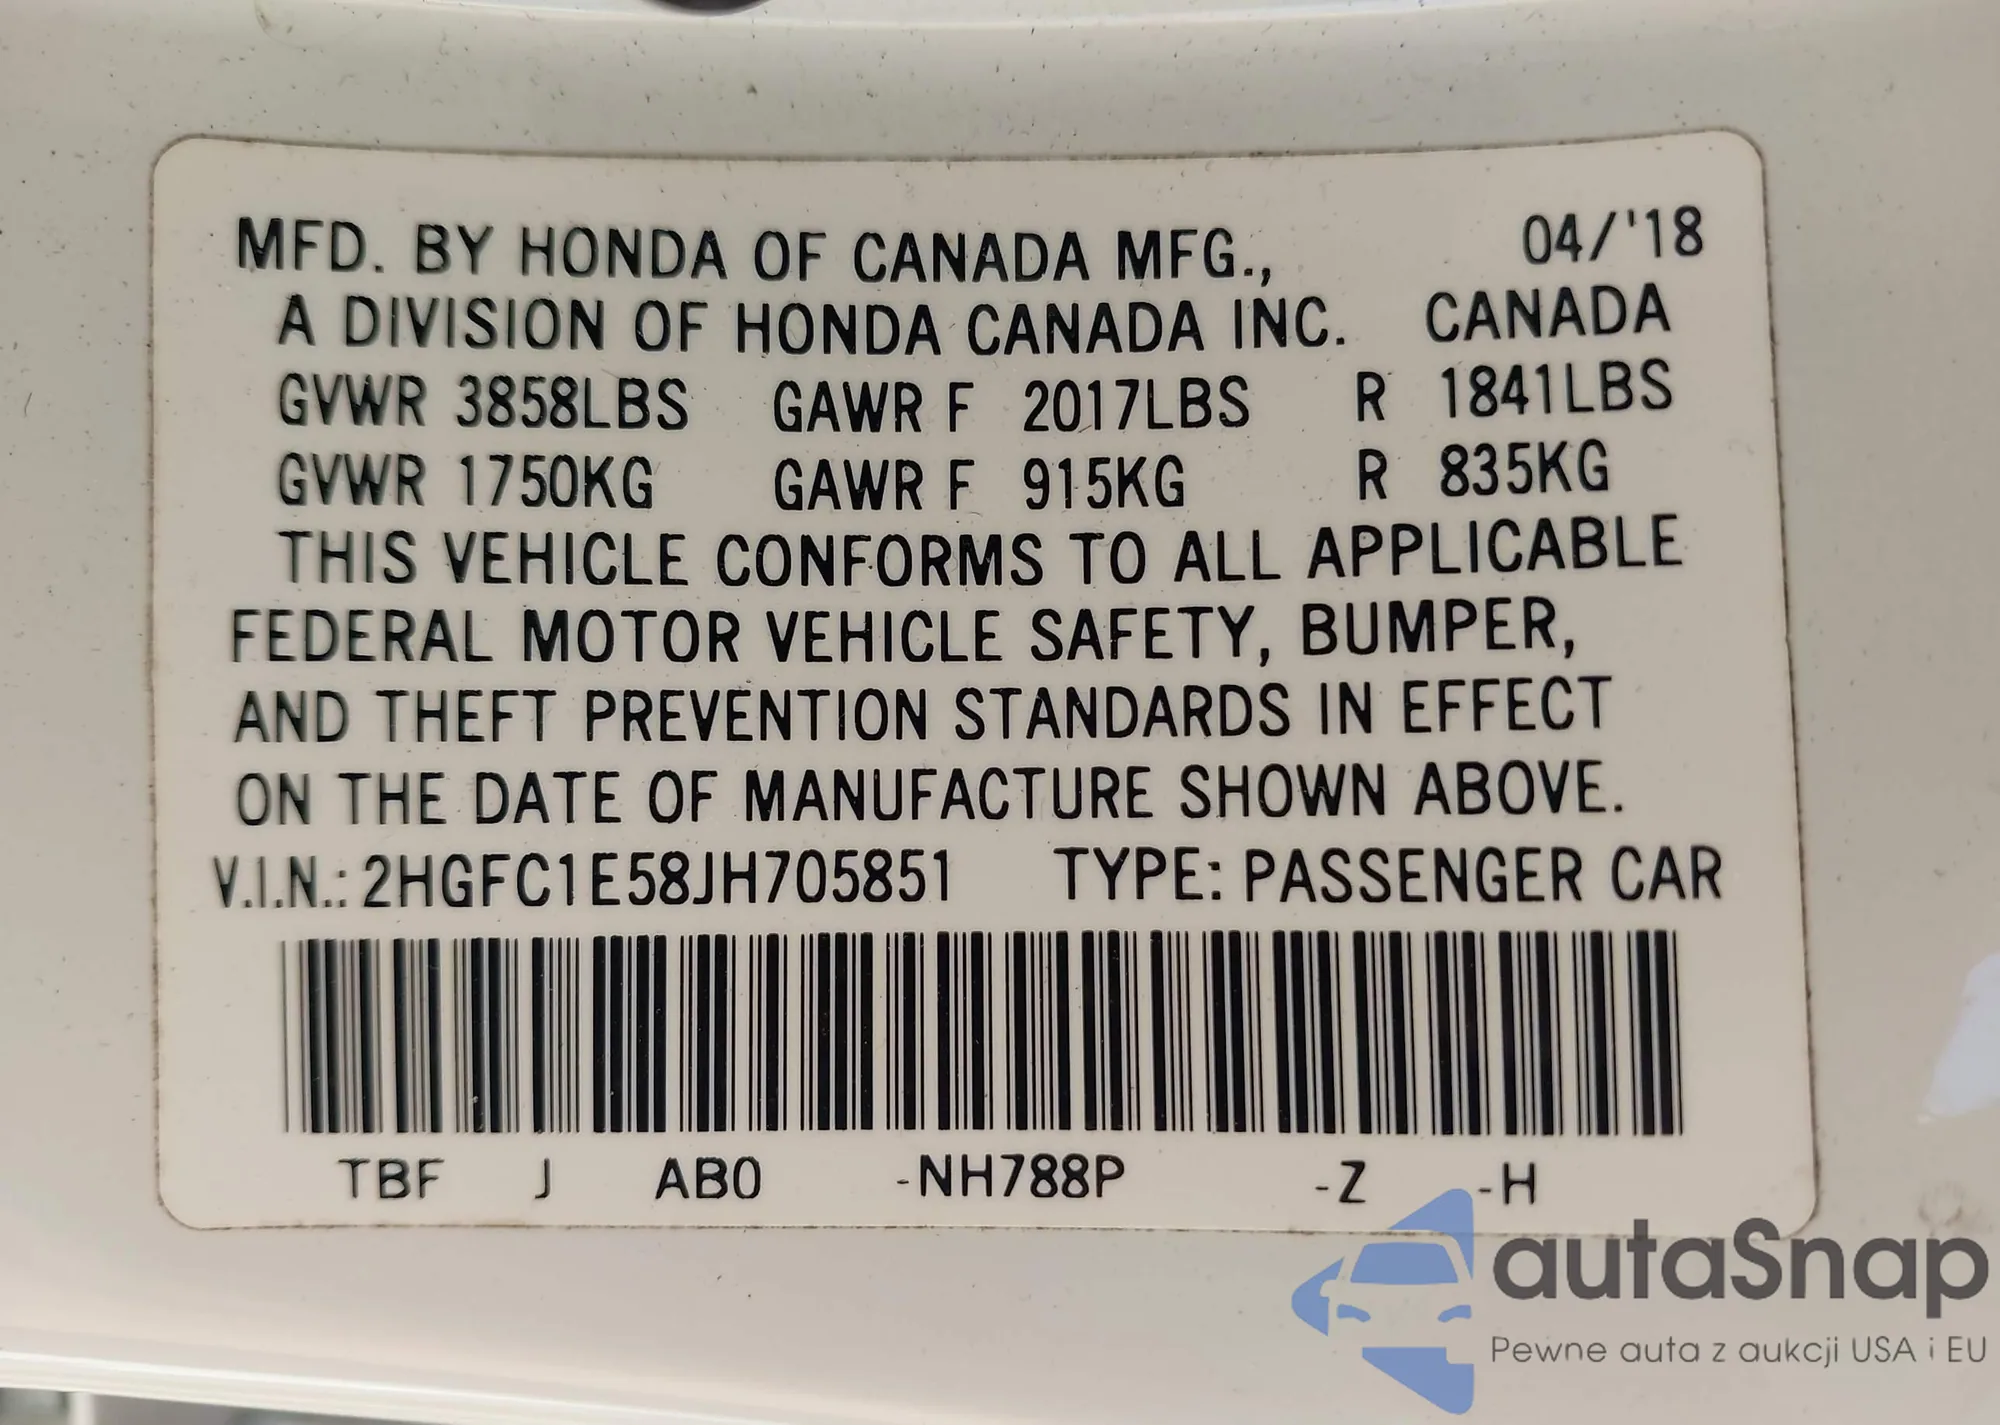 MFD. BY HONDA OF CANADA MFG., 04/'18
A DIVISION OF HONDA CANADA INC. CANADA
GVWR 3858LBS GAWR F 2017LBS R 1841LBS
GVWR 1750KG GAWR F 915KG R 835KG
THIS VEHICLE CONFORMS TO ALL APPLICABLE
FEDERAL MOTOR VEHICLE SAFETY, BUMPER,
AND THEFT PREVENTION STANDARDS IN EFFECT
ON THE DATE OF MANUFACTURE SHOWN ABOVE.
V.I.N.: 2HGFC1E58JH705851 TYPE: PASSENGER CAR
TBF J AB0 -NH788P -Z -H
autaSnap
Pewne auta z aukcji USA i EU